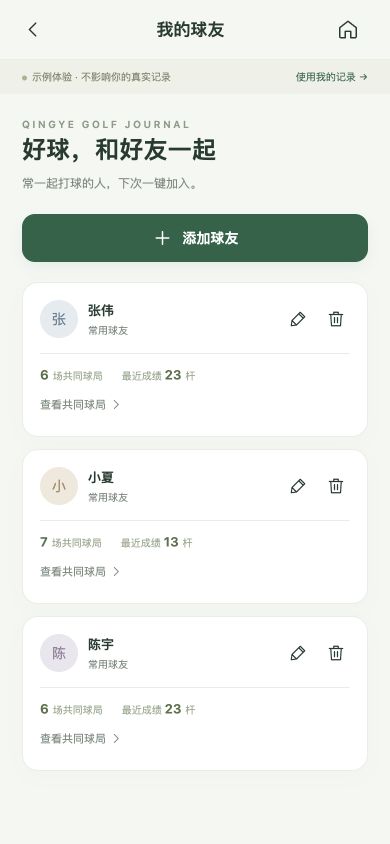 我的球友
示例体验 · 不影响你的真实记录
使用我的记录 →
QINGYE GOLF JOURNAL
好球，和好友一起
常一起打球的人，下次一键加入。
添加球友
张
张伟
常用球友
6 场共同球局 最近成绩 23 杆
查看共同球局
小
小夏
常用球友
7 场共同球局 最近成绩 13 杆
查看共同球局
陈
陈宇
常用球友
6 场共同球局 最近成绩 23 杆
查看共同球局